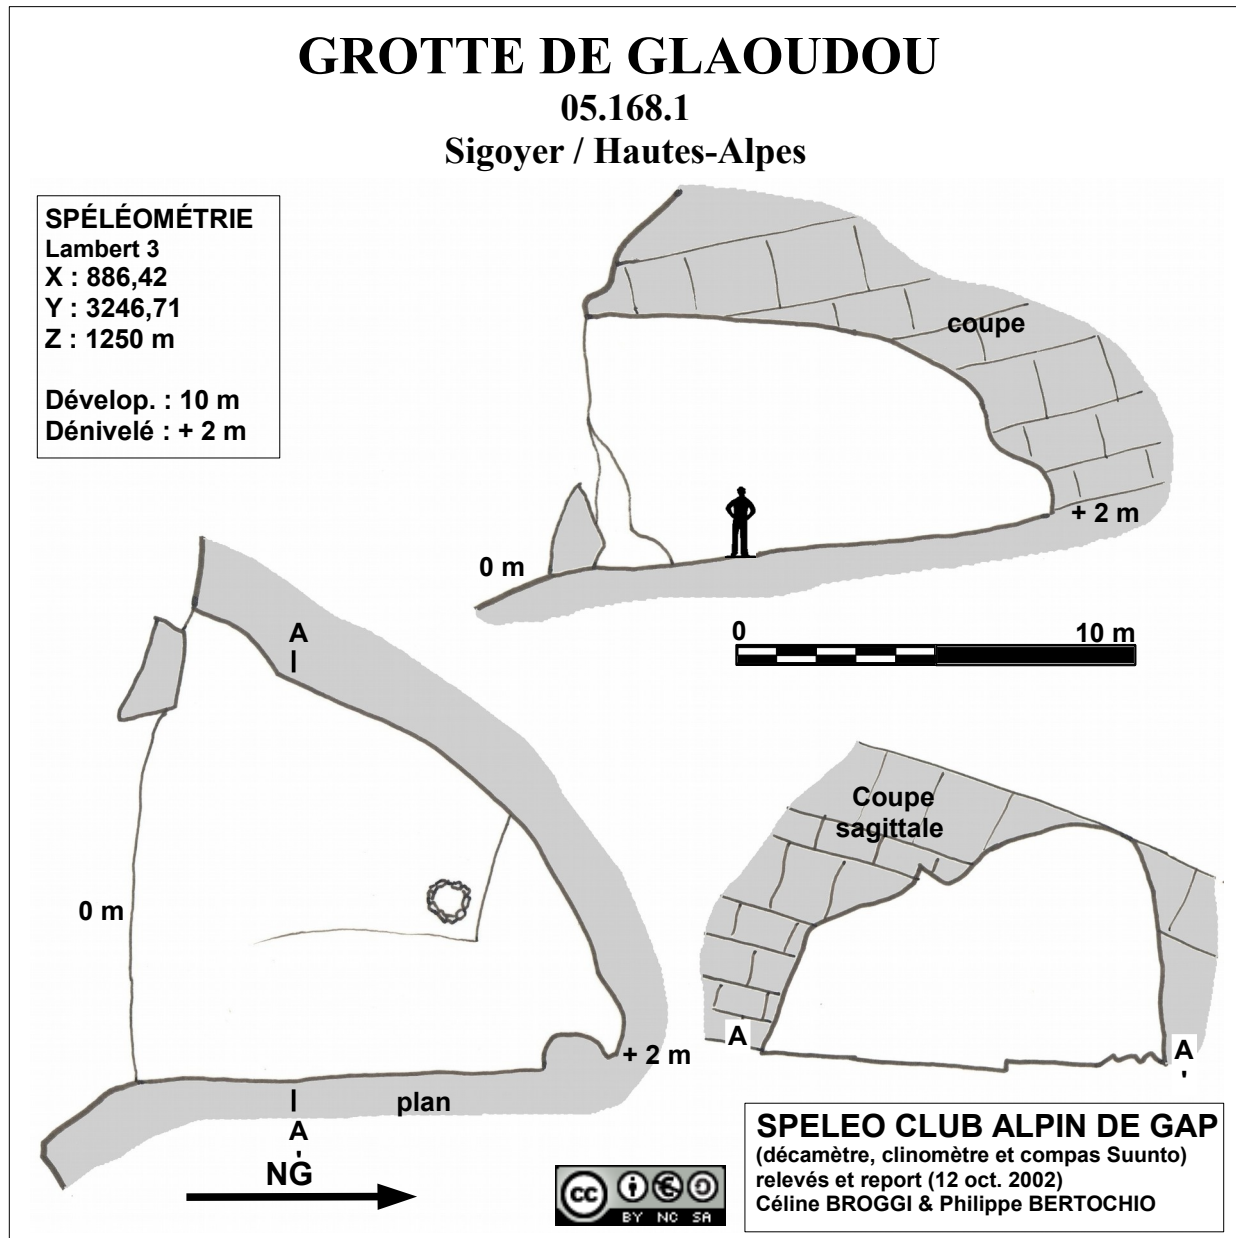 GROTTE DE GLAOUDOU
05.168.1
Sigoyer / Hautes-Alpes
SPÉLÉOMÉTRIE
Lambert 3
X : 886,42
Y : 3246,71
Z : 1250 m
Dévelop. : 10 m
Dénivelé : + 2 m
coupe
+ 2 m
0 m
0
10 m
A
0 m
+ 2 m
plan
A'
NG
Coupe
sagittale
A
A'
SPELEO CLUB ALPIN DE GAP
(décamètre, clinomètre et compas Suunto)
relevés et report (12 oct. 2002)
Céline BROGGI & Philippe BERTOCHIO
cc
BY NC SA